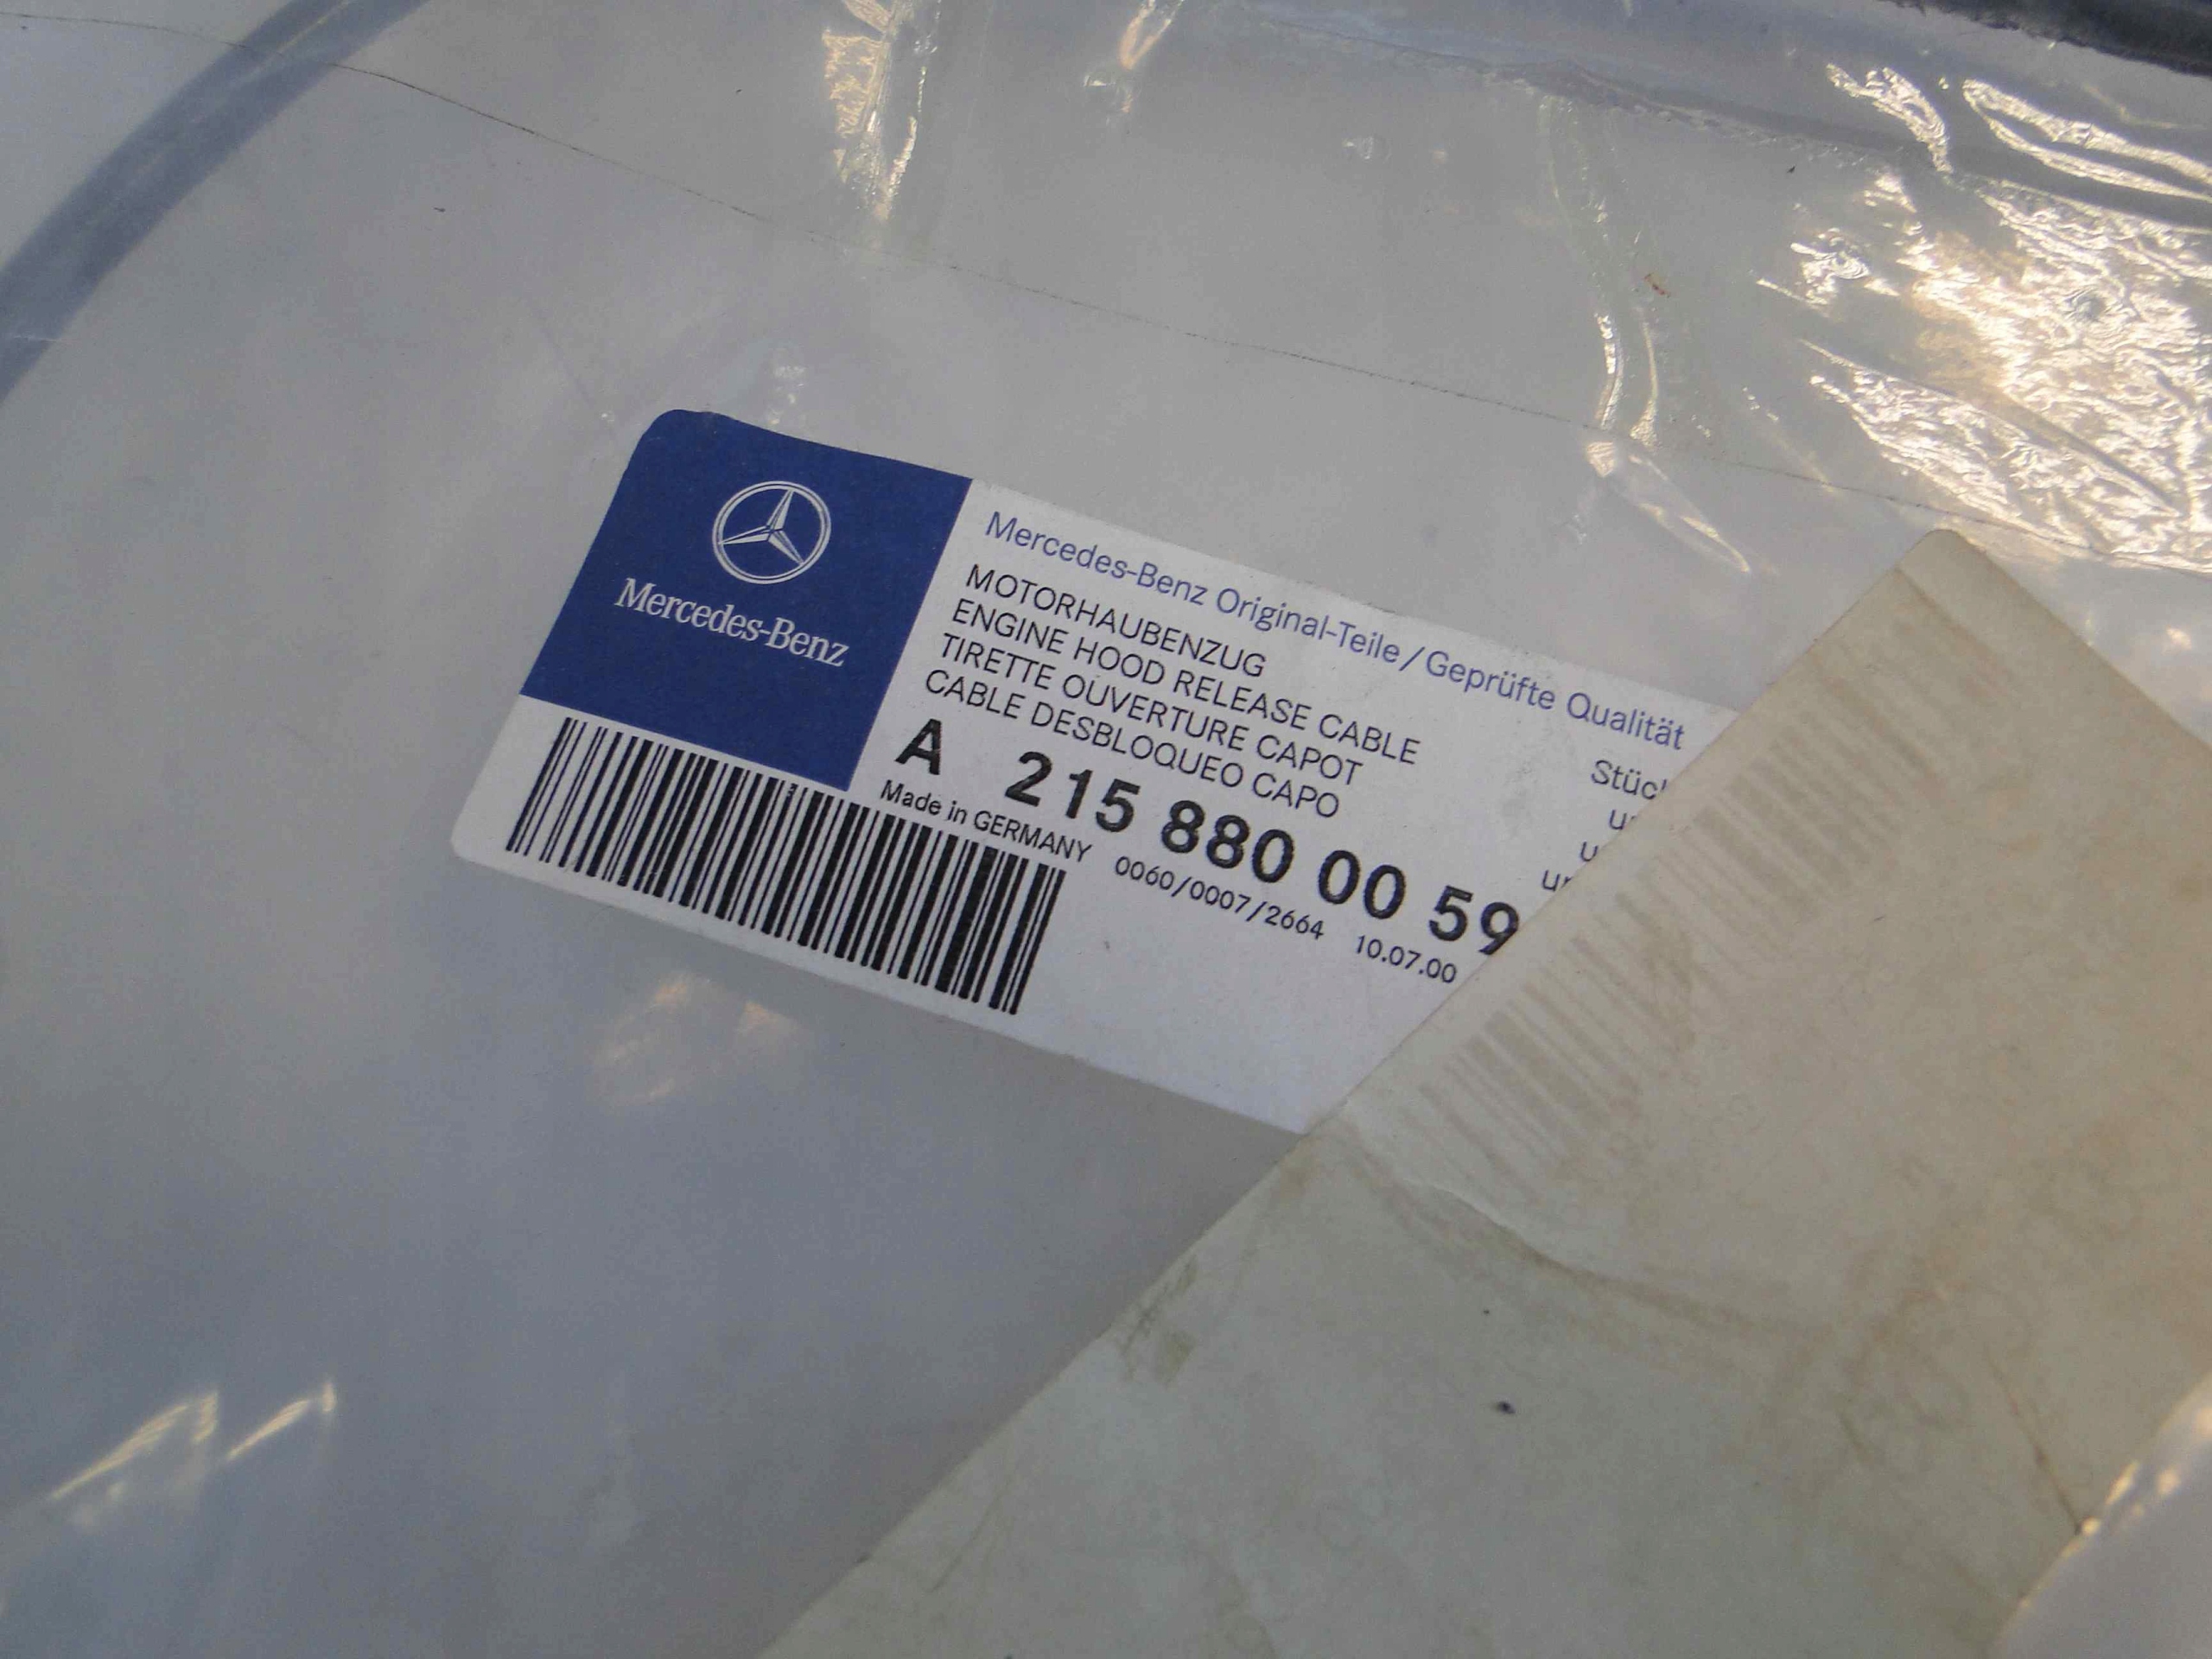 Mercedes-Benz
Mercedes-Benz Original-Teile / Geprüfte Qualität
MOTORHAUBENZUG
ENGINE HOOD RELEASE CABLE
TIRETTE OUVERTURE CAPOT
CABLE DESBLOQUEO CAPO
A 215 880 00 59
Made in GERMANY 0060/0007/2664 10.07.00